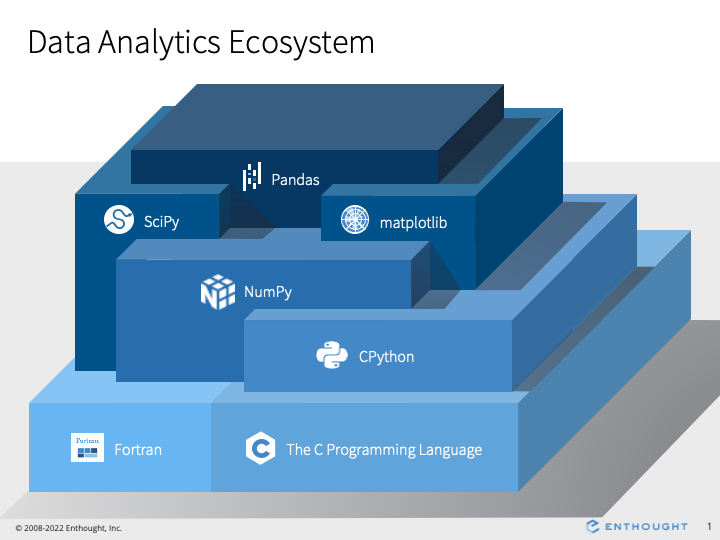 Data Analytics Ecosystem
Pandas
SciPy
matplotlib
NumPy
CPython
Fortran
Fortran
C
The C Programming Language
© 2008-2022 Enthought, Inc.
ENTHOUGHT
1